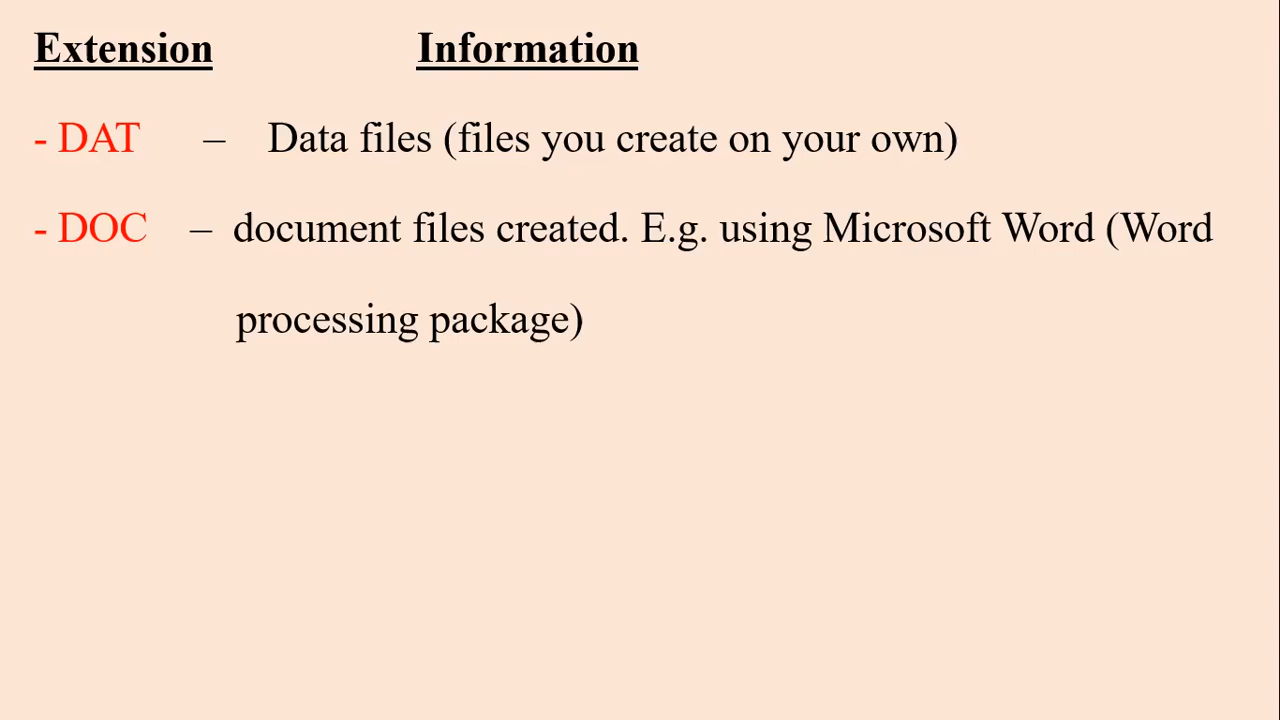 Extension Information
- DAT – Data files (files you create on your own)
- DOC – document files created. E.g. using Microsoft Word (Word
processing package)